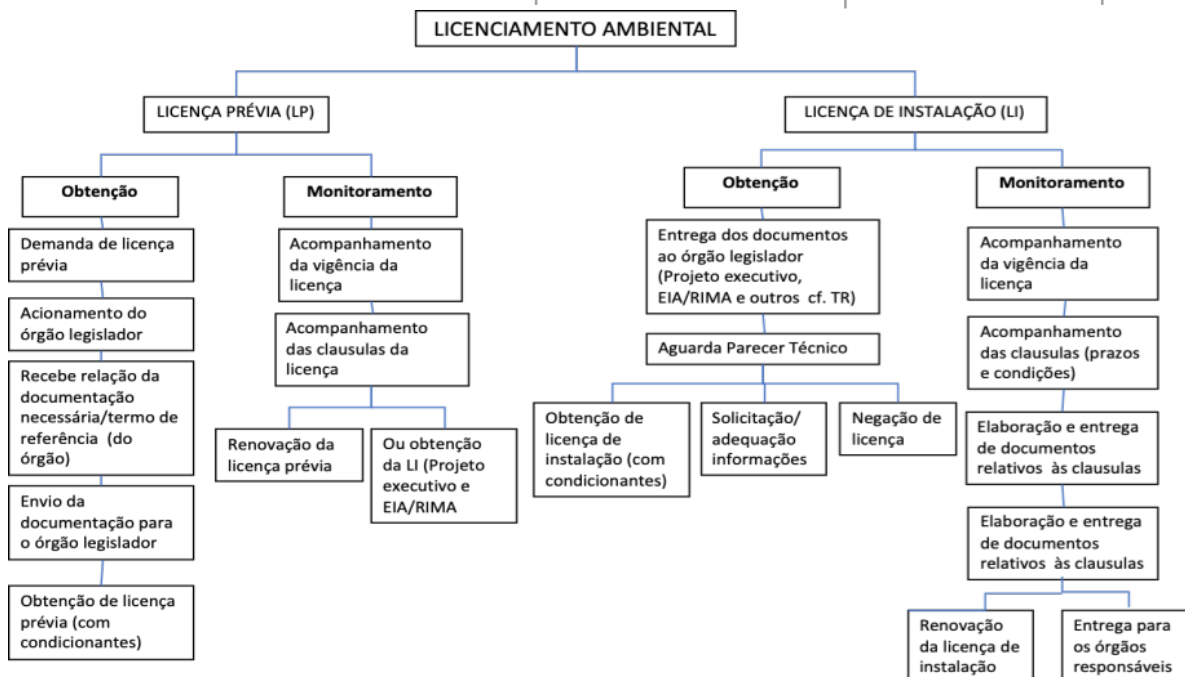 LICENCIAMENTO AMBIENTAL
LICENÇA PRÉVIA (LP)
LICENÇA DE INSTALAÇÃO (LI)
Obtenção
Monitoramento
Obtenção
Monitoramento
Demanda de licença
prévia
Acionamento do
órgão legislador
Recebe relação da
documentação
necessária/termo de
referência (do
órgão)
Envio da
documentação para
o órgão legislador
Obtenção de licença
prévia (com
condicionantes)
Acompanhamento
da vigência da
licença
Acompanhamento
das clausulas da
licença
Renovação da
licença prévia
Ou obtenção
da LI (Projeto
executivo e
EIA/RIMA
Entrega dos documentos
ao órgão legislador
(Projeto executivo,
EIA/RIMA e outros cf. TR)
Aguarda Parecer Técnico
Obtenção de
licença de
instalação (com
condicionantes)
Solicitação/
adequação
informações
Negação de
licença
Acompanhamento
da vigência da
licença
Acompanhamento
das clausulas (prazos
e condições)
Elaboração e entrega
de documentos
relativos às clausulas
Elaboração e entrega
de documentos
relativos às clausulas
Renovação
da licença de
instalação
Entrega para
os órgãos
responsáveis